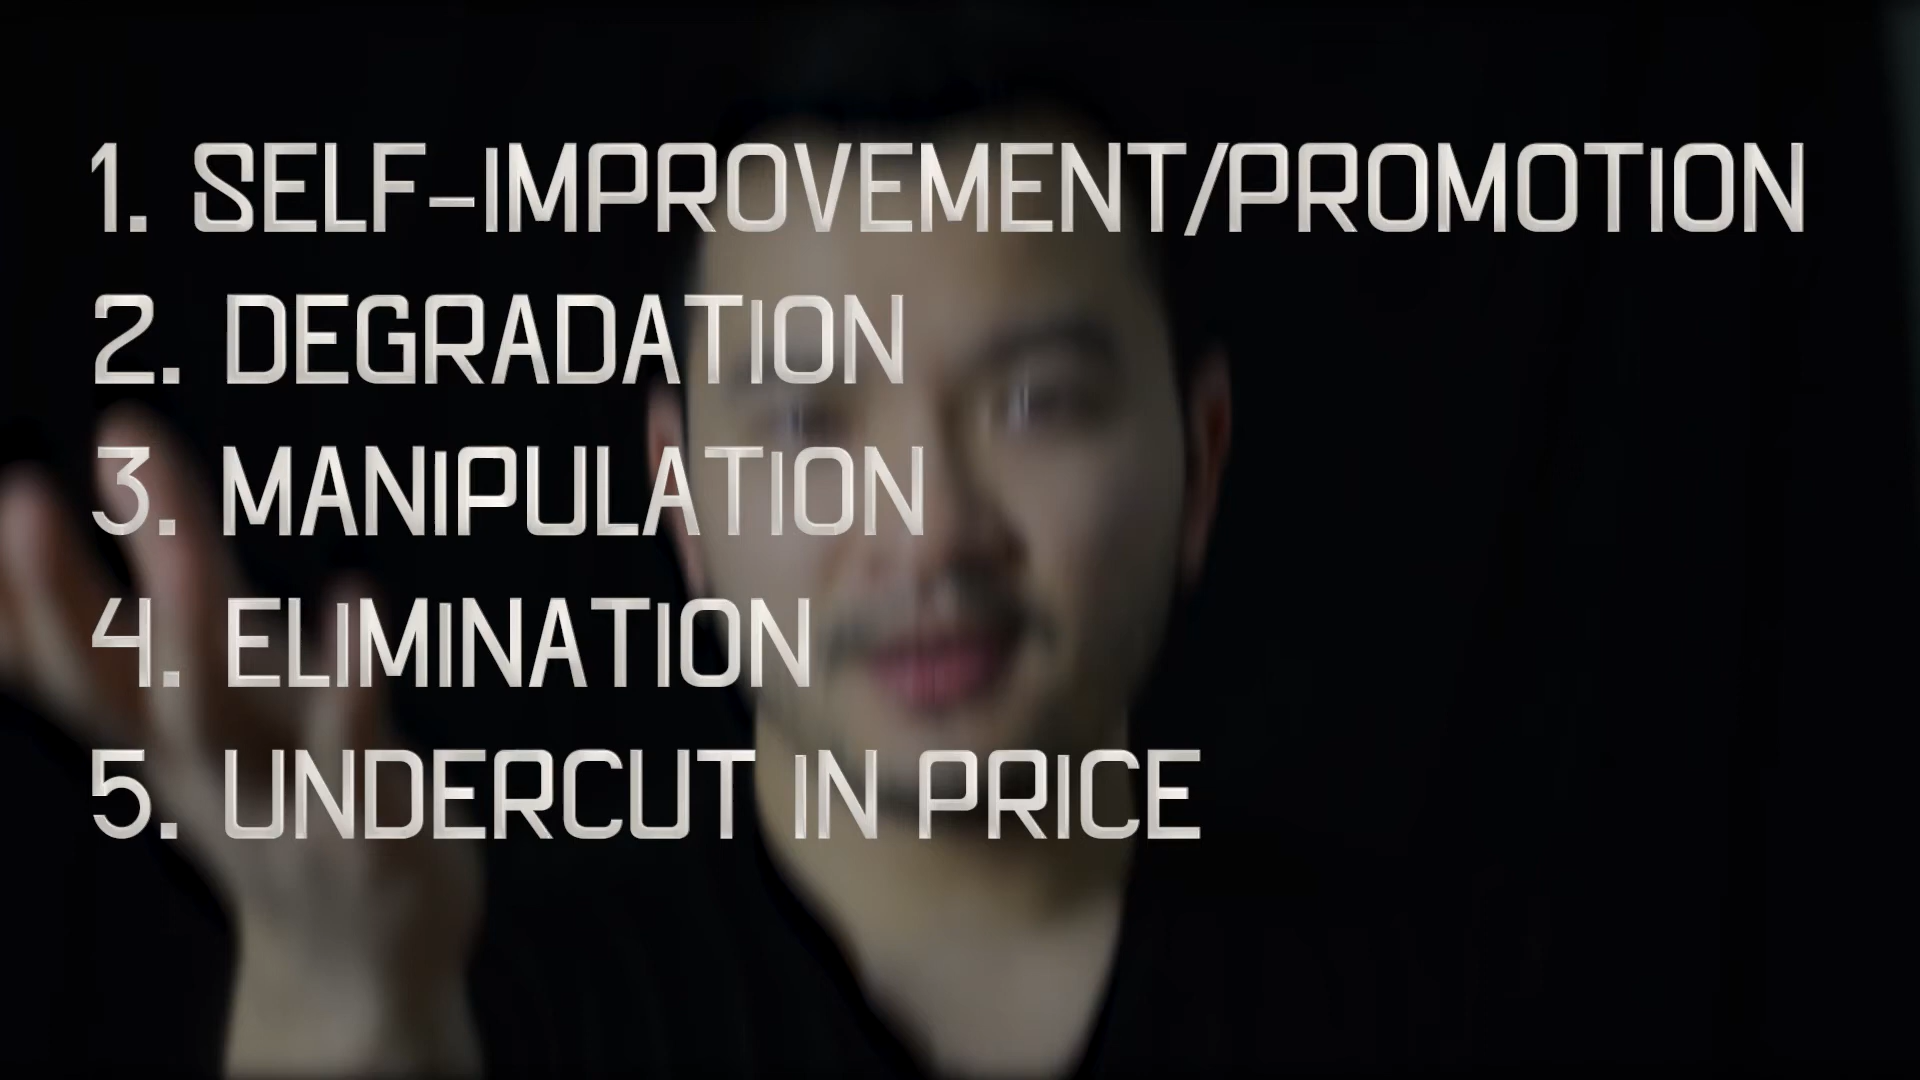 1. SELF-IMPROVEMENT/PROMOTION
2. DEGRADATION
3. MANIPULATION
4. ELIMINATION
5. UNDERCUT IN PRICE